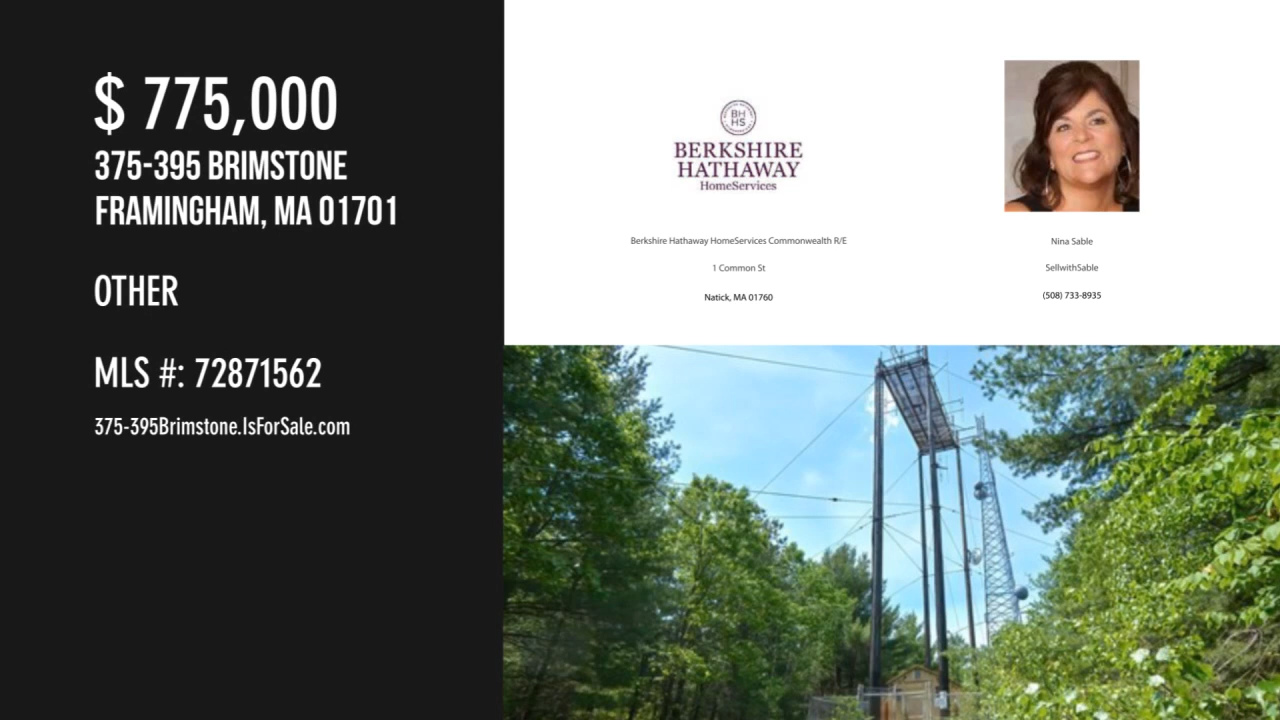 $ 775,000
375-395 BRIMSTONE
FRAMINGHAM, MA 01701
OTHER
MLS #: 72871562
375-395Brimstone.IsForSale.com
BH
HS
BERKSHIRE
HATHAWAY
HomeServices
Berkshire Hathaway HomeServices Commonwealth R/E
1 Common St
Natick, MA 01760
Nina Sable
SellwithSable
(508) 733-8935